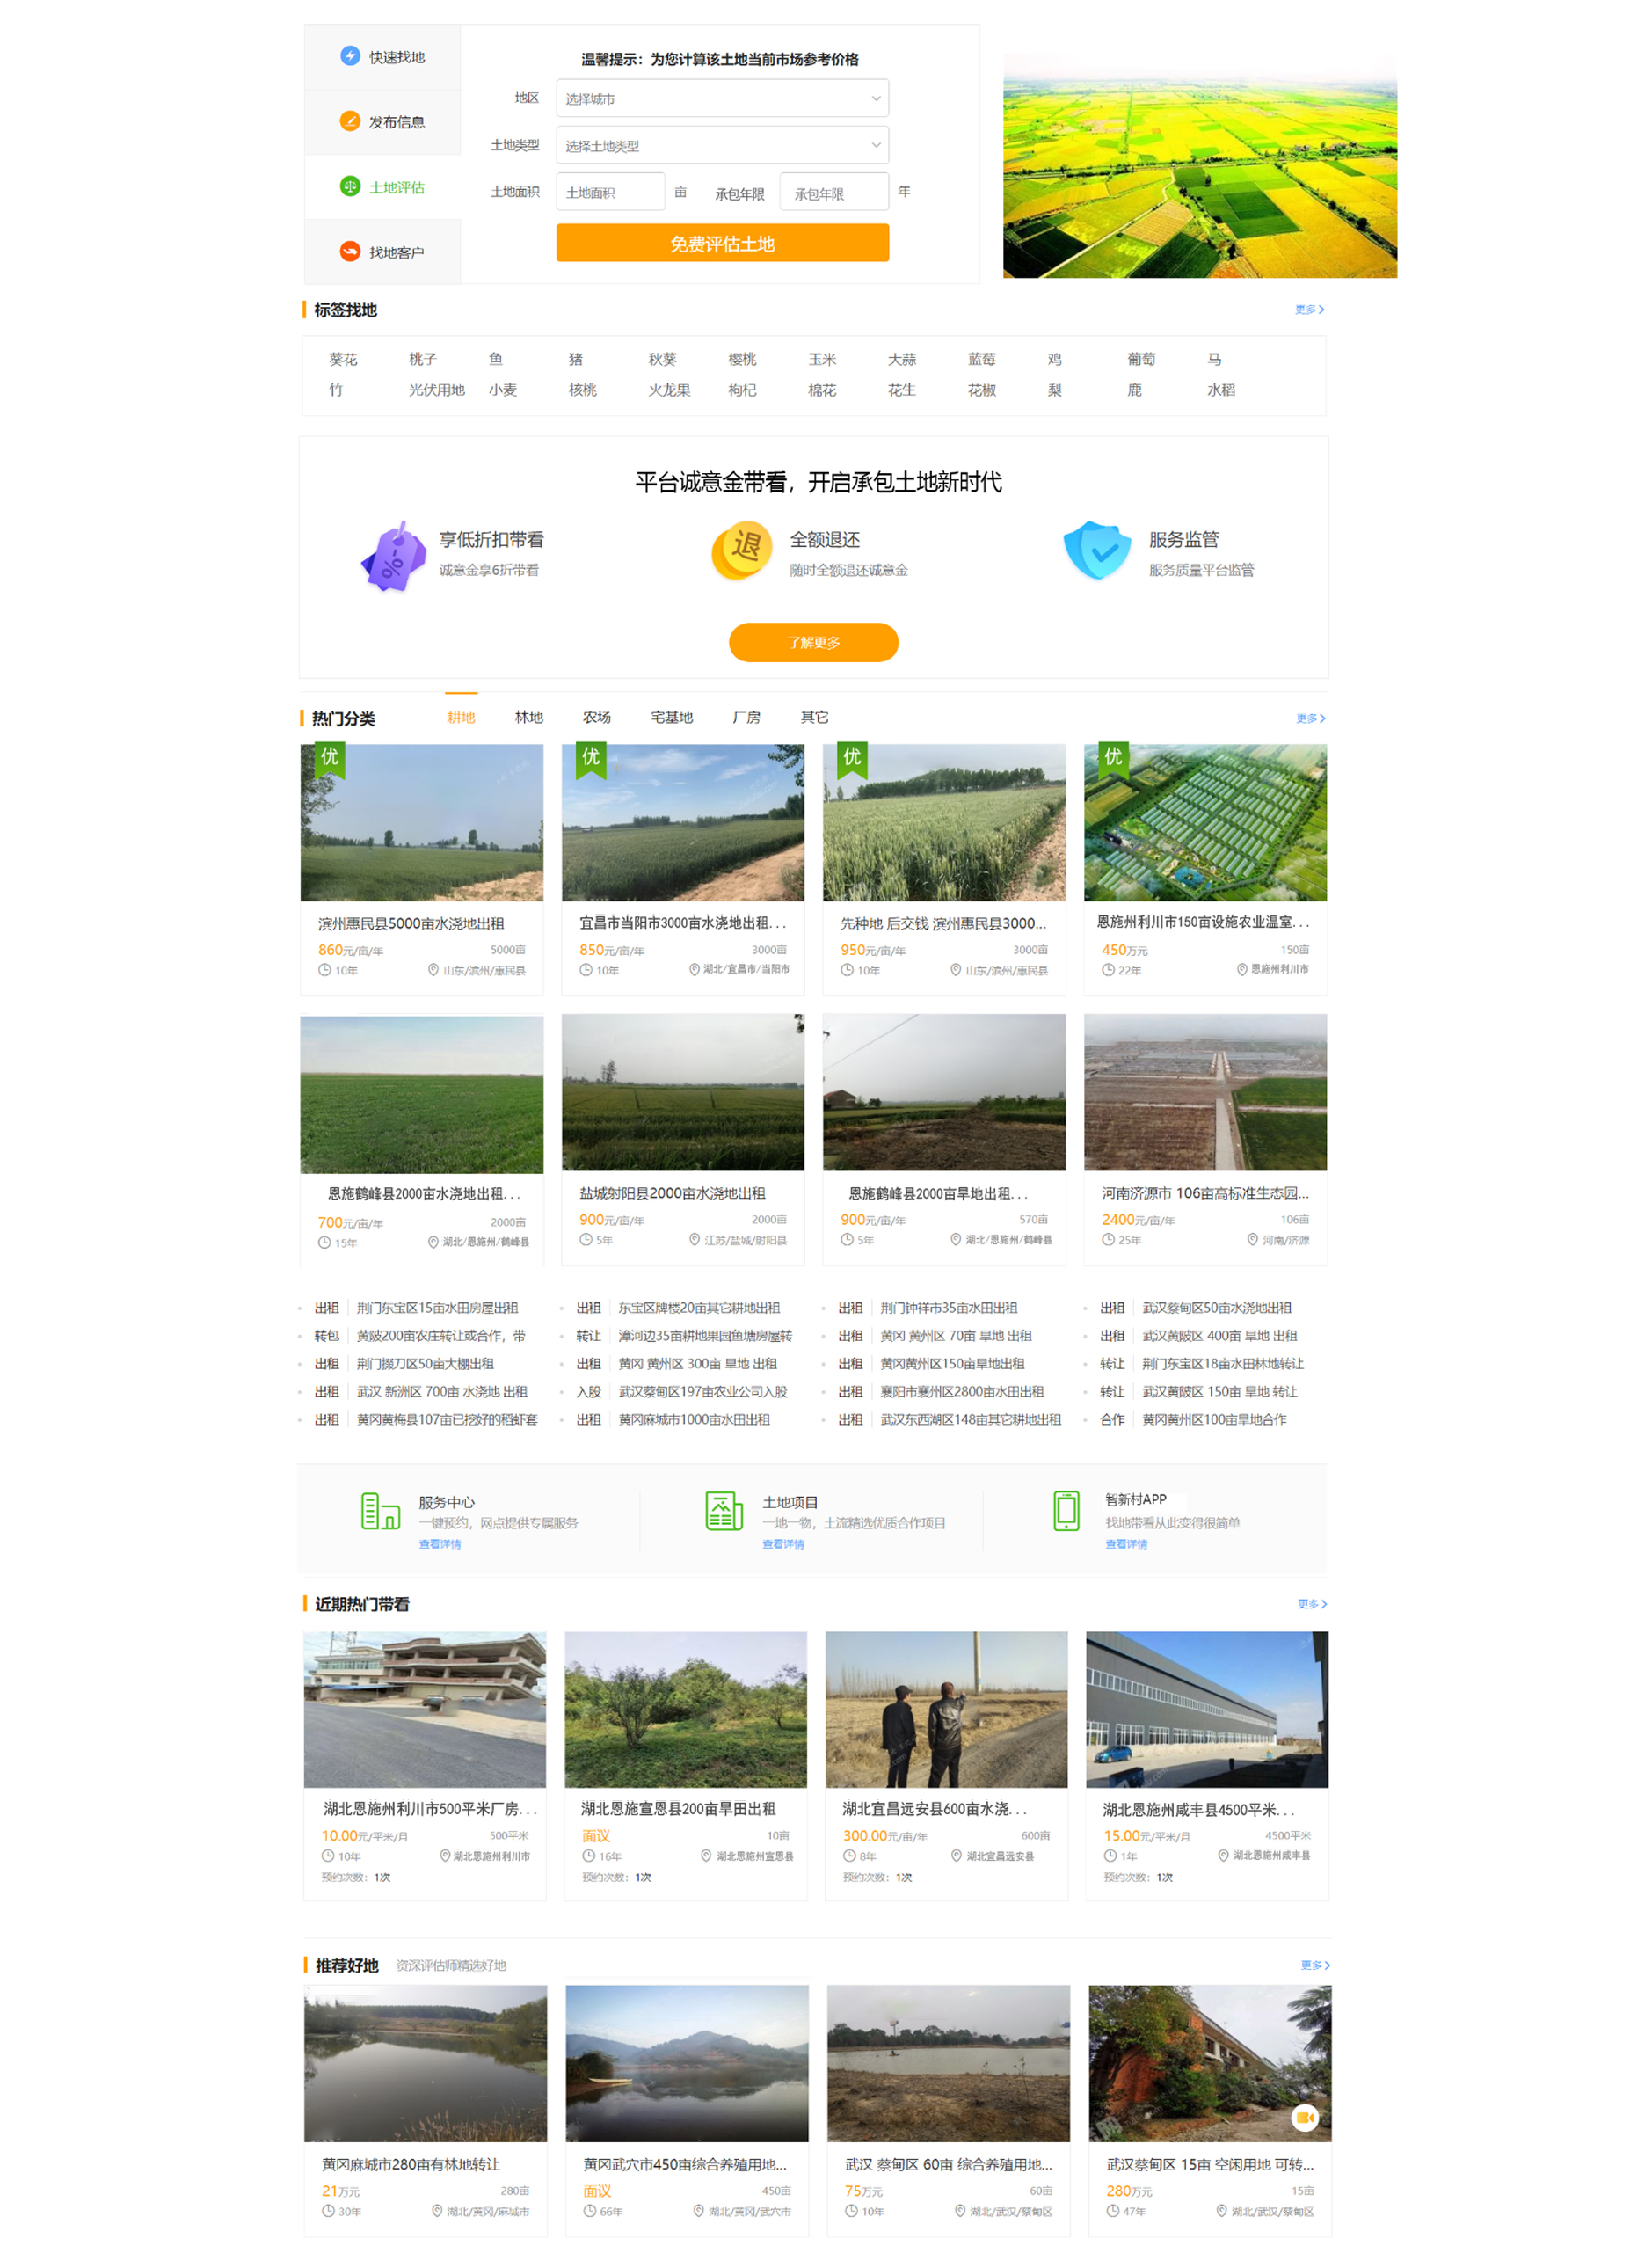 快速找地
发布信息
土地评估
找地客户
温馨提示：为您计算该土地当前市场参考价格
地区 选择城市
土地类型 选择土地类型
土地面积 土地面积 亩 承包年限 承包年限 年
免费评估土地
标签找地 更多
葵花 桃子 鱼 猪 秋葵 樱桃 玉米 大蒜 蓝莓 鸡 葡萄 马
竹 光伏用地 小麦 核桃 火龙果 枸杞 棉花 花生 花椒 梨 鹿 水稻
平台诚意金带看，开启承包土地新时代
享低折扣带看
诚意金享6折带看
退
全额退还
随时全额退还诚意金
服务监管
服务质量平台监管
了解更多
热门分类 耕地 林地 农场 宅基地 厂房 其它 更多
优
滨州惠民县5000亩水浇地出租
860元/亩/年 5000亩
10年 山东/滨州/惠民县
优
宜昌市当阳市3000亩水浇地出租...
850元/亩/年 3000亩
10年 湖北/宜昌市/当阳市
优
先种地 后交钱 滨州惠民县3000...
950元/亩/年 3000亩
10年 山东/滨州/惠民县
优
恩施州利川市150亩设施农业温室...
450万元 150亩
22年 恩施州利川市
恩施鹤峰县2000亩水浇地出租...
700元/亩/年 2000亩
15年 湖北/恩施州/鹤峰县
盐城射阳县2000亩水浇地出租
900元/亩/年 2000亩
5年 江苏/盐城/射阳县
恩施鹤峰县2000亩旱地出租...
900元/亩/年 570亩
5年 湖北/恩施州/鹤峰县
河南济源市 106亩高标准生态园...
2400元/亩/年 106亩
25年 河南/济源
出租 荆门东宝区15亩水田房屋出租
转包 黄陂200亩农庄转让或合作，带
出租 荆门掇刀区50亩大棚出租
出租 武汉 新洲区 700亩 水浇地 出租
出租 黄冈黄梅县107亩已挖好的稻虾套
出租 东宝区牌楼20亩其它耕地出租
转让 漳河边35亩耕地果园鱼塘房屋转
出租 黄冈 黄州区 300亩 旱地 出租
入股 武汉蔡甸区197亩农业公司入股
出租 黄冈麻城市1000亩水田出租
出租 荆门钟祥市35亩水田出租
出租 黄冈 黄州区 70亩 旱地 出租
出租 黄冈黄州区150亩旱地出租
出租 襄阳市襄州区2800亩水田出租
出租 武汉东西湖区148亩其它耕地出租
出租 武汉蔡甸区50亩水浇地出租
出租 武汉黄陂区 400亩 旱地 出租
转让 荆门东宝区18亩水田林地转让
转让 武汉黄陂区 150亩 旱地 转让
合作 黄冈黄州区100亩旱地合作
服务中心
一键预约，网点提供专属服务
查看详情
土地项目
一地一物，土流精选优质合作项目
查看详情
智新村APP
找地带看从此变得很简单
查看详情
近期热门带看 更多
湖北恩施州利川市500平米厂房...
10.00元/平米/月 500平米
10年 湖北恩施州利川市
预约次数：1次
湖北恩施宣恩县200亩旱田出租
面议 10亩
16年 湖北恩施州宣恩县
预约次数：1次
湖北宜昌远安县600亩水浇...
300.00元/亩/年 600亩
8年 湖北宜昌远安县
预约次数：1次
湖北恩施州咸丰县4500平米...
15.00元/平米/月 4500平米
1年 湖北恩施州咸丰县
预约次数：1次
推荐好地 资深评估师精选好地 更多
黄冈麻城市280亩有林地转让
21万元 280亩
30年 湖北/黄冈/麻城市
黄冈武穴市450亩综合养殖用地...
面议 450亩
66年 湖北/黄冈/武穴市
武汉 蔡甸区 60亩 综合养殖用地...
75万元 60亩
10年 湖北/武汉/蔡甸区
武汉蔡甸区 15亩 空闲用地 可转...
280万元 15亩
47年 湖北/武汉/蔡甸区